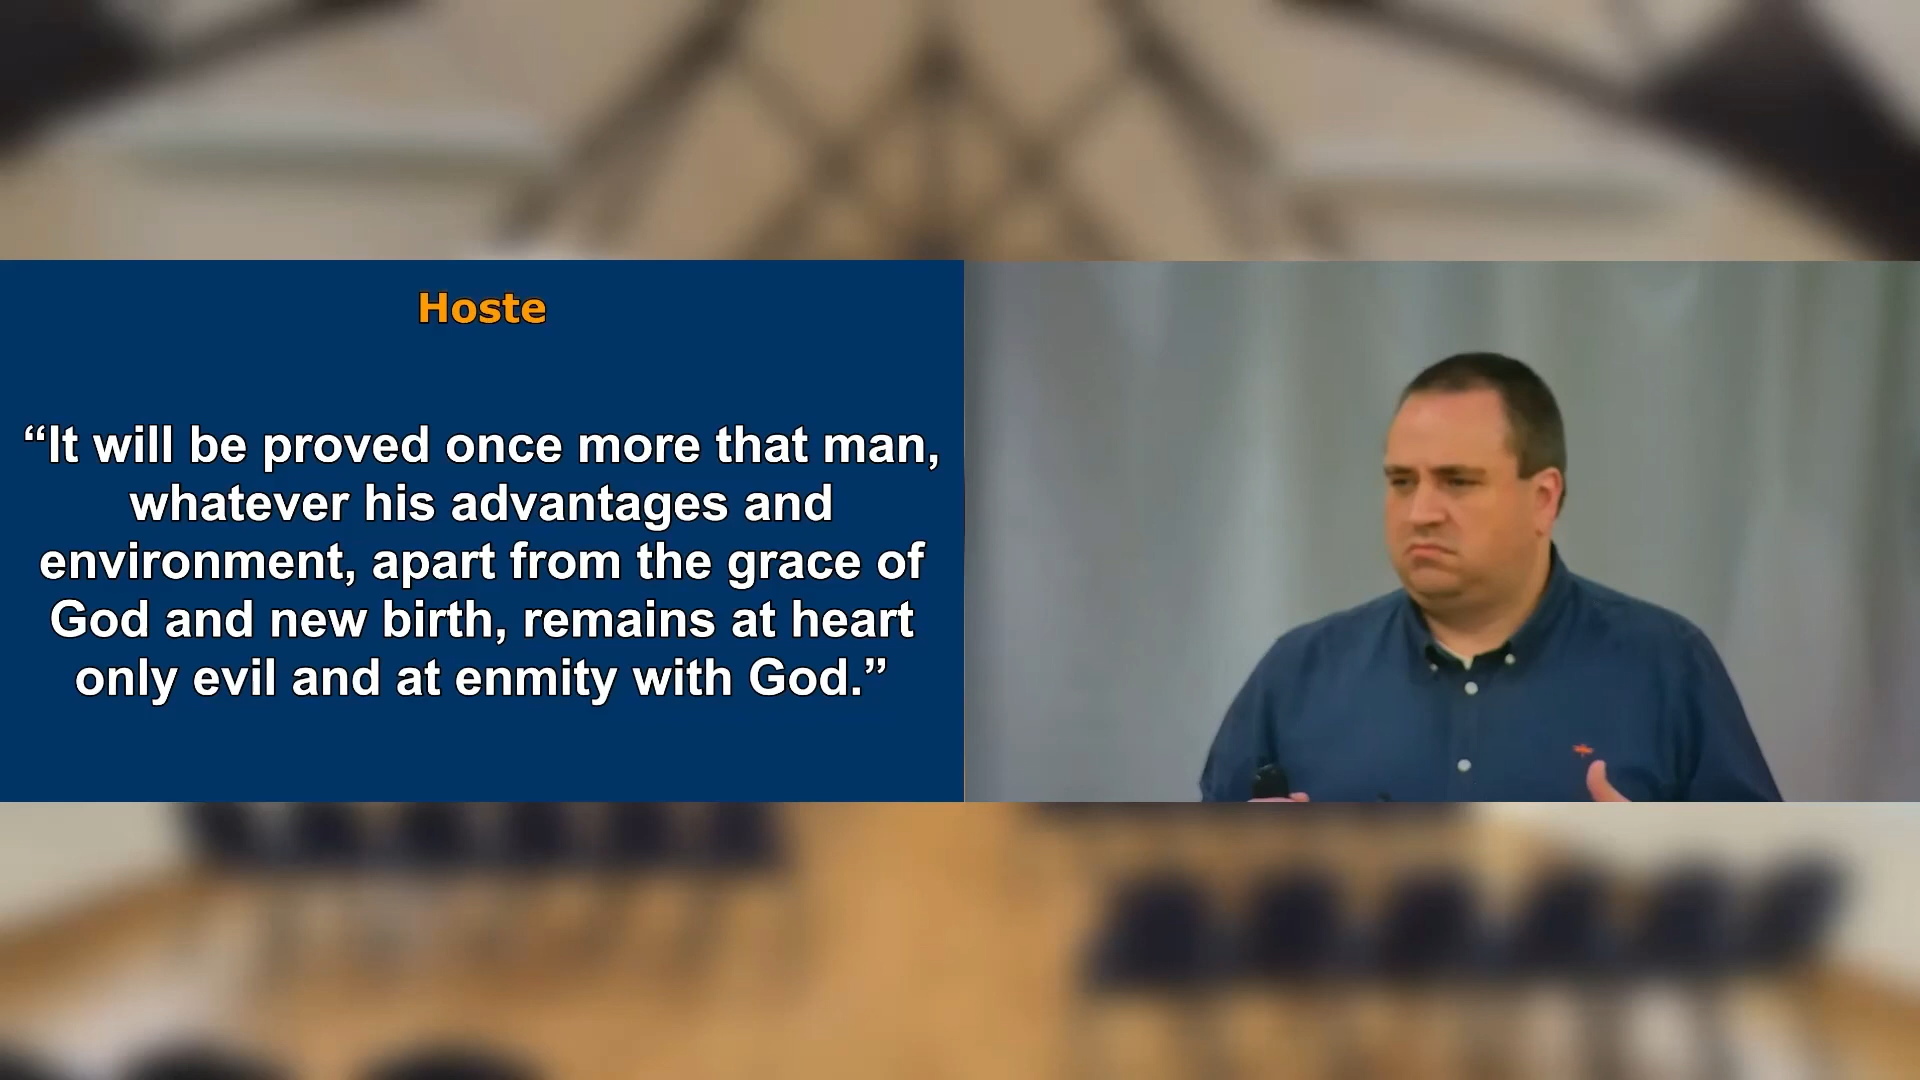 Hoste
“It will be proved once more that man,
whatever his advantages and
environment, apart from the grace of
God and new birth, remains at heart
only evil and at enmity with God.”